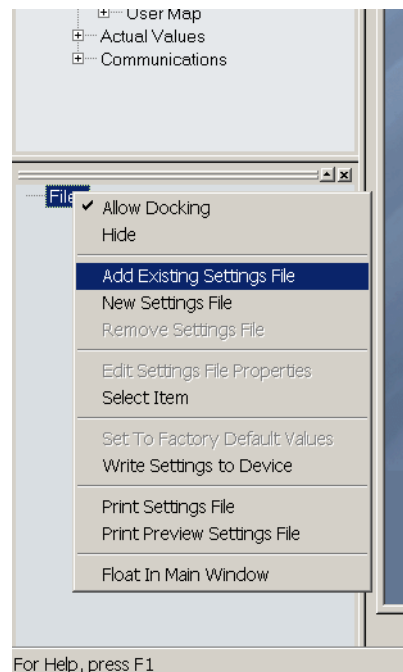 User Map
Actual Values
Communications
Allow Docking
Hide
Add Existing Settings File
New Settings File
Remove Settings File
Edit Settings File Properties
Select Item
Set To Factory Default Values
Write Settings to Device
Print Settings File
Print Preview Settings File
Float In Main Window
For Help, press F1